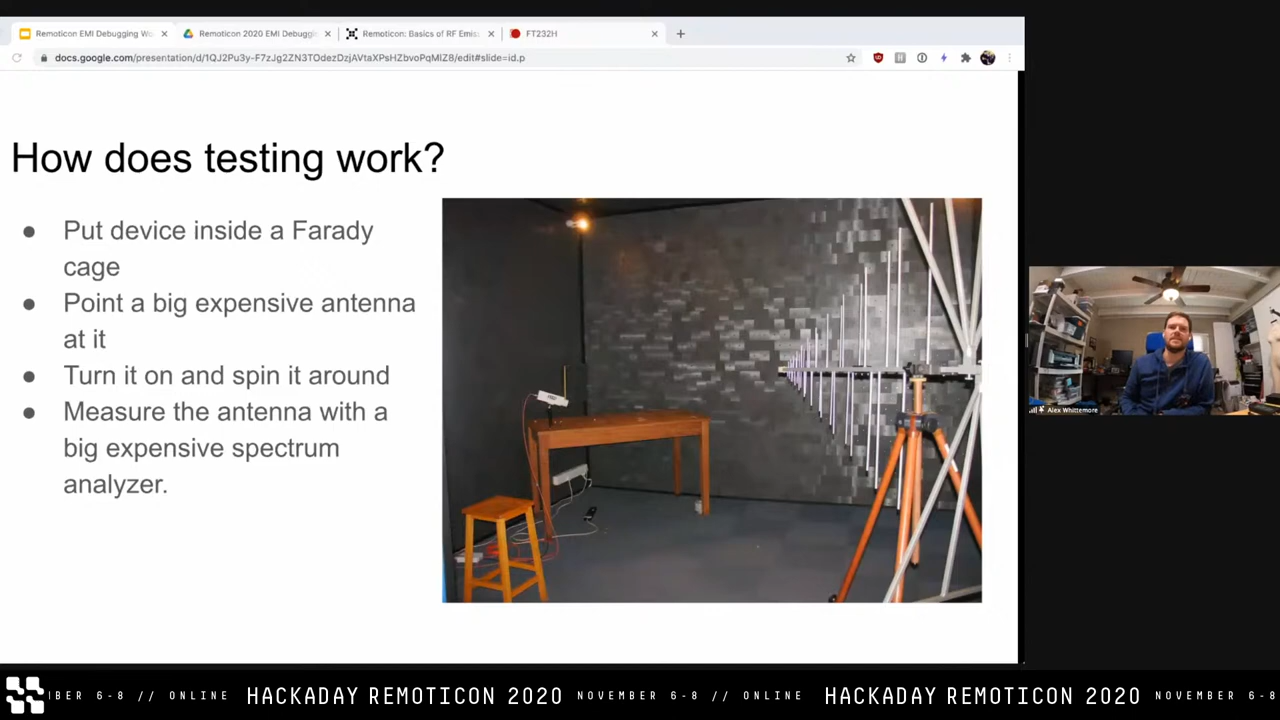 Remoticon EMI Debugging Wo
Remoticon 2020 EMI Debuggi
Remoticon: Basics of RF Emis
FT232H
docs.google.com/presentation/d/1QJ2Pu3y-F7zJg2ZN3TOdezDzjAVtaXPsHZbvoPqMlZ8/edit#slide=id.p
How does testing work?
● Put device inside a Farady
cage
● Point a big expensive antenna
at it
● Turn it on and spin it around
● Measure the antenna with a
big expensive spectrum
analyzer.
Alex Whittemore
BER 6-8 // ONLINE HACKADAY REMOTICON 2020 NOVEMBER 6-8 // ONLINE HACKADAY REMOTICON 2020 NOVEMBER 6-8